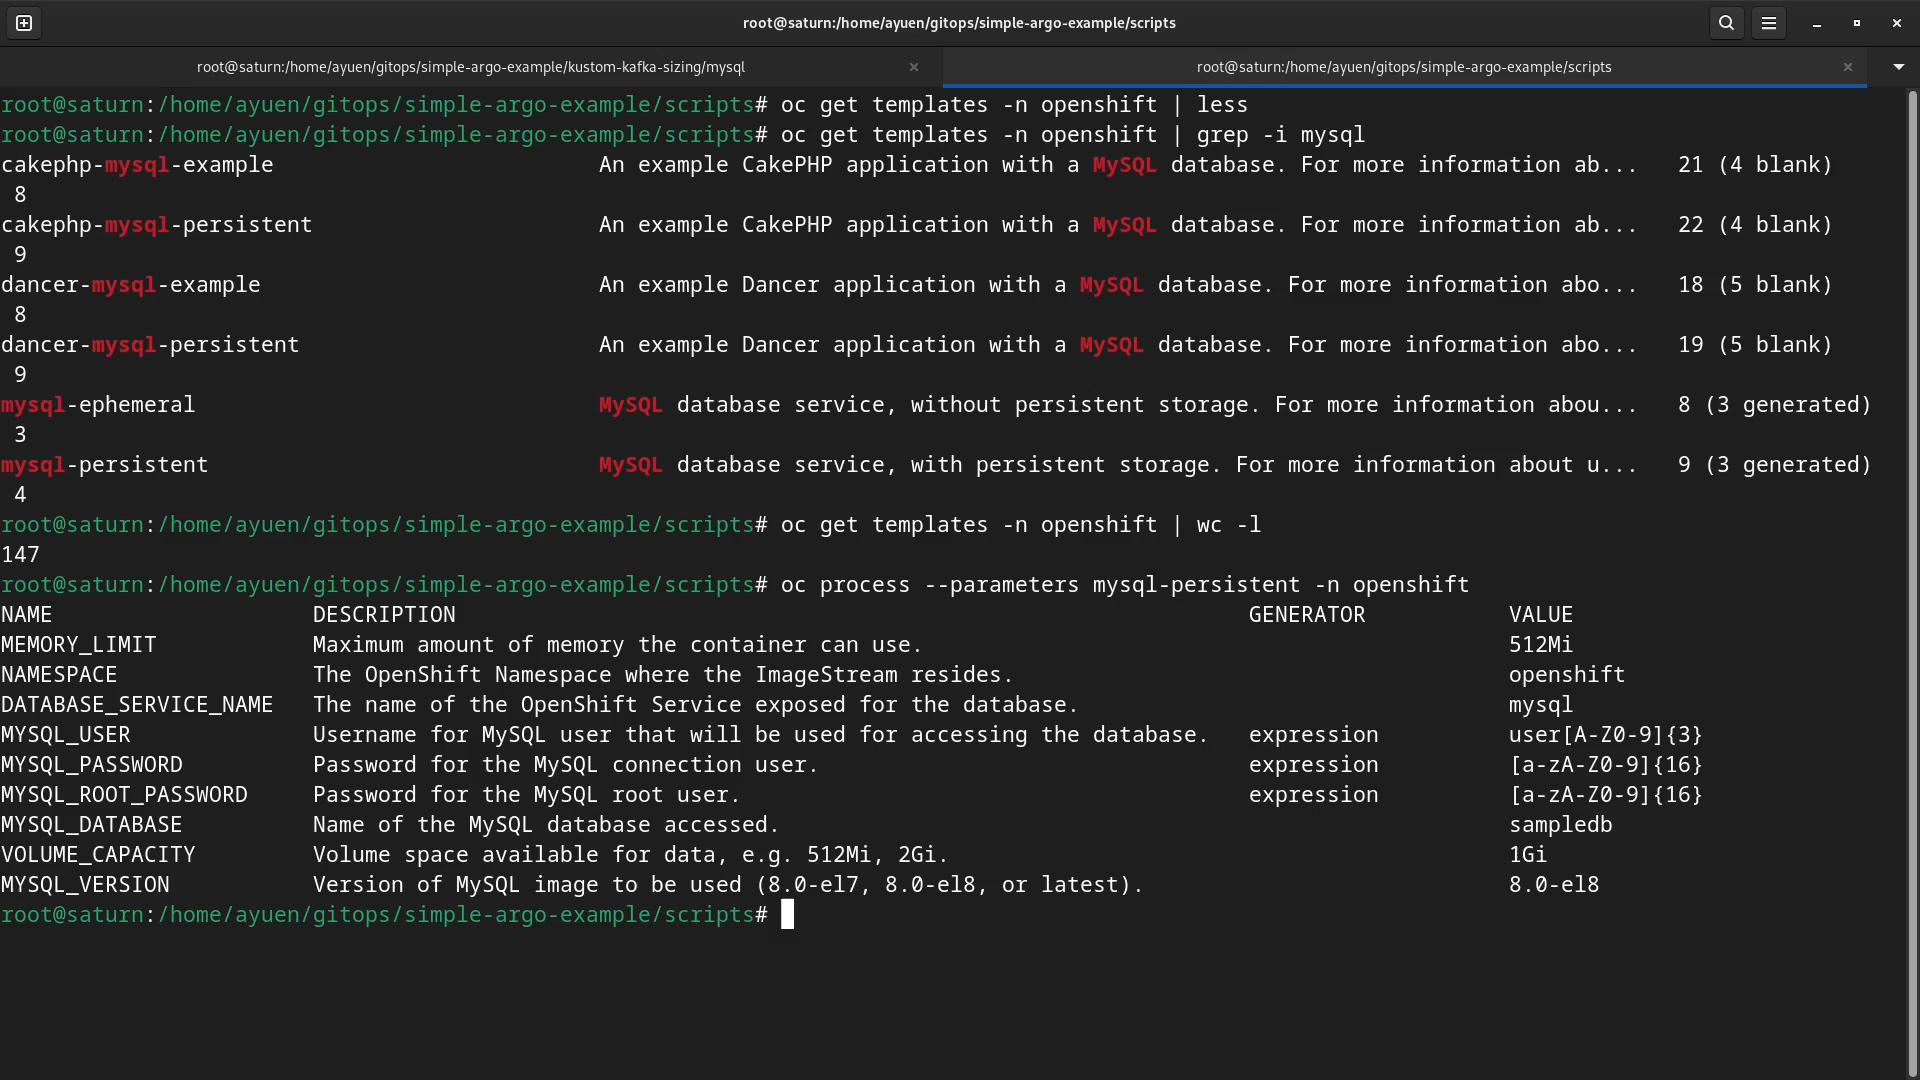 root@saturn:/home/ayuen/gitops/simple-argo-example/scripts
root@saturn:/home/ayuen/gitops/simple-argo-example/kustom-kafka-sizing/mysql
root@saturn:/home/ayuen/gitops/simple-argo-example/scripts
root@saturn:/home/ayuen/gitops/simple-argo-example/scripts# oc get templates -n openshift | less
root@saturn:/home/ayuen/gitops/simple-argo-example/scripts# oc get templates -n openshift | grep -i mysql
cakephp-mysql-example                         An example CakePHP application with a MySQL database. For more information ab...   21 (4 blank)
 8
cakephp-mysql-persistent                      An example CakePHP application with a MySQL database. For more information ab...   22 (4 blank)
 9
dancer-mysql-example                          An example Dancer application with a MySQL database. For more information abo...   18 (5 blank)
 8
dancer-mysql-persistent                       An example Dancer application with a MySQL database. For more information abo...   19 (5 blank)
 9
mysql-ephemeral                               MySQL database service, without persistent storage. For more information abou...   8 (3 generated)
 3
mysql-persistent                              MySQL database service, with persistent storage. For more information about u...   9 (3 generated)
 4
root@saturn:/home/ayuen/gitops/simple-argo-example/scripts# oc get templates -n openshift | wc -l
147
root@saturn:/home/ayuen/gitops/simple-argo-example/scripts# oc process --parameters mysql-persistent -n openshift
NAME                    DESCRIPTION                                                             GENERATOR           VALUE
MEMORY_LIMIT            Maximum amount of memory the container can use.                                             512Mi
NAMESPACE               The OpenShift Namespace where the ImageStream resides.                                      openshift
DATABASE_SERVICE_NAME   The name of the OpenShift Service exposed for the database.                                 mysql
MYSQL_USER              Username for MySQL user that will be used for accessing the database.   expression          user[A-Z0-9]{3}
MYSQL_PASSWORD          Password for the MySQL connection user.                                 expression          [a-zA-Z0-9]{16}
MYSQL_ROOT_PASSWORD     Password for the MySQL root user.                                       expression          [a-zA-Z0-9]{16}
MYSQL_DATABASE          Name of the MySQL database accessed.                                                        sampledb
VOLUME_CAPACITY         Volume space available for data, e.g. 512Mi, 2Gi.                                           1Gi
MYSQL_VERSION           Version of MySQL image to be used (8.0-el7, 8.0-el8, or latest).                            8.0-el8
root@saturn:/home/ayuen/gitops/simple-argo-example/scripts#